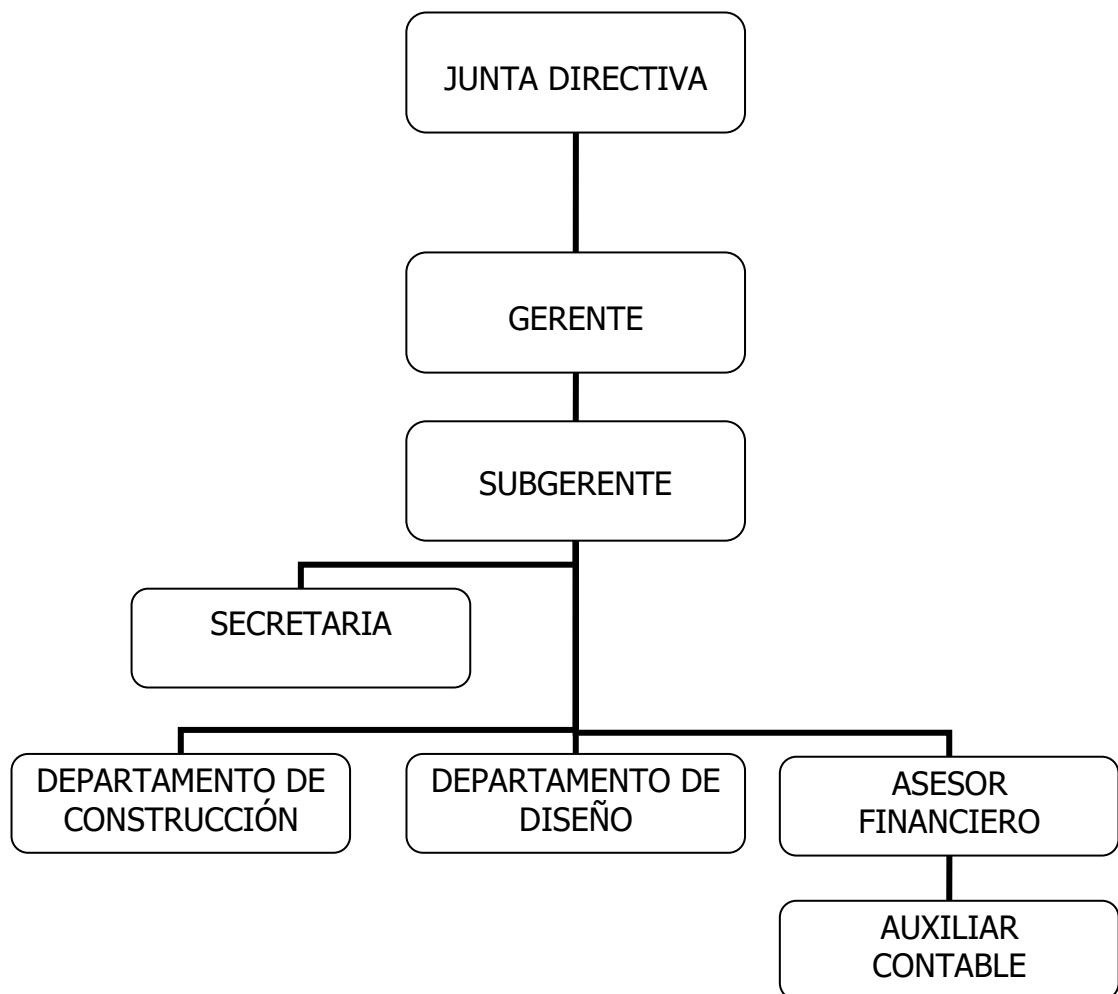 JUNTA DIRECTIVA
GERENTE
SUBGERENTE
SECRETARIA
DEPARTAMENTO DE
CONSTRUCCIÓN
DEPARTAMENTO DE
DISEÑO
ASESOR
FINANCIERO
AUXILIAR
CONTABLE